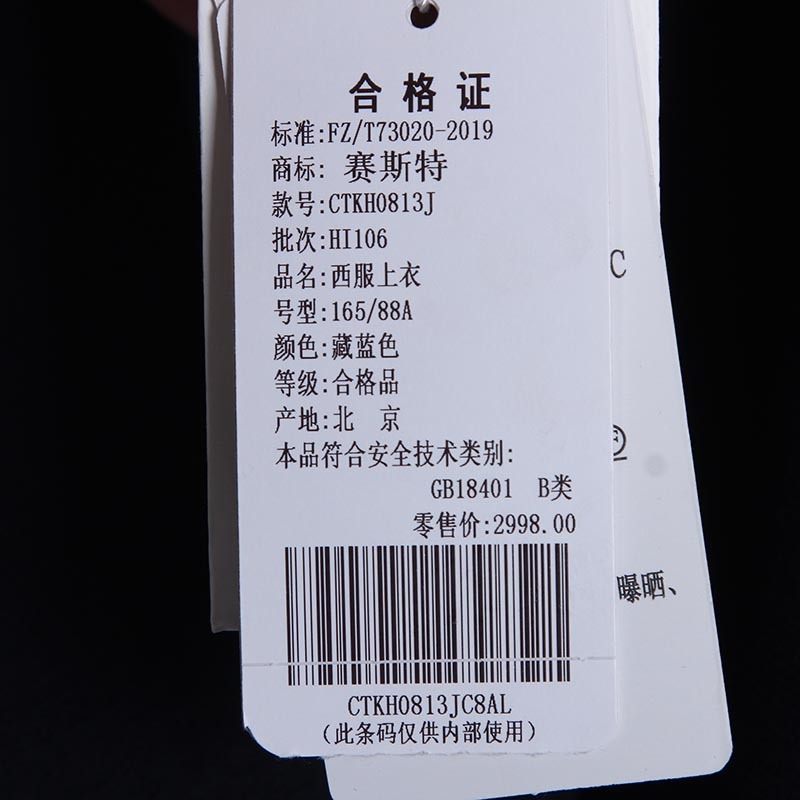 合格证
标准:FZ/T73020-2019
商标: 赛斯特
款号:CTKH0813J
批次:HI106
品名:西服上衣
号型:165/88A
颜色:藏蓝色
等级:合格品
产地:北 京
本品符合安全技术类别:
GB18401 B类
零售价:2998.00
CTKH0813JC8AL
(此条码仅供内部使用)
C
曝晒、